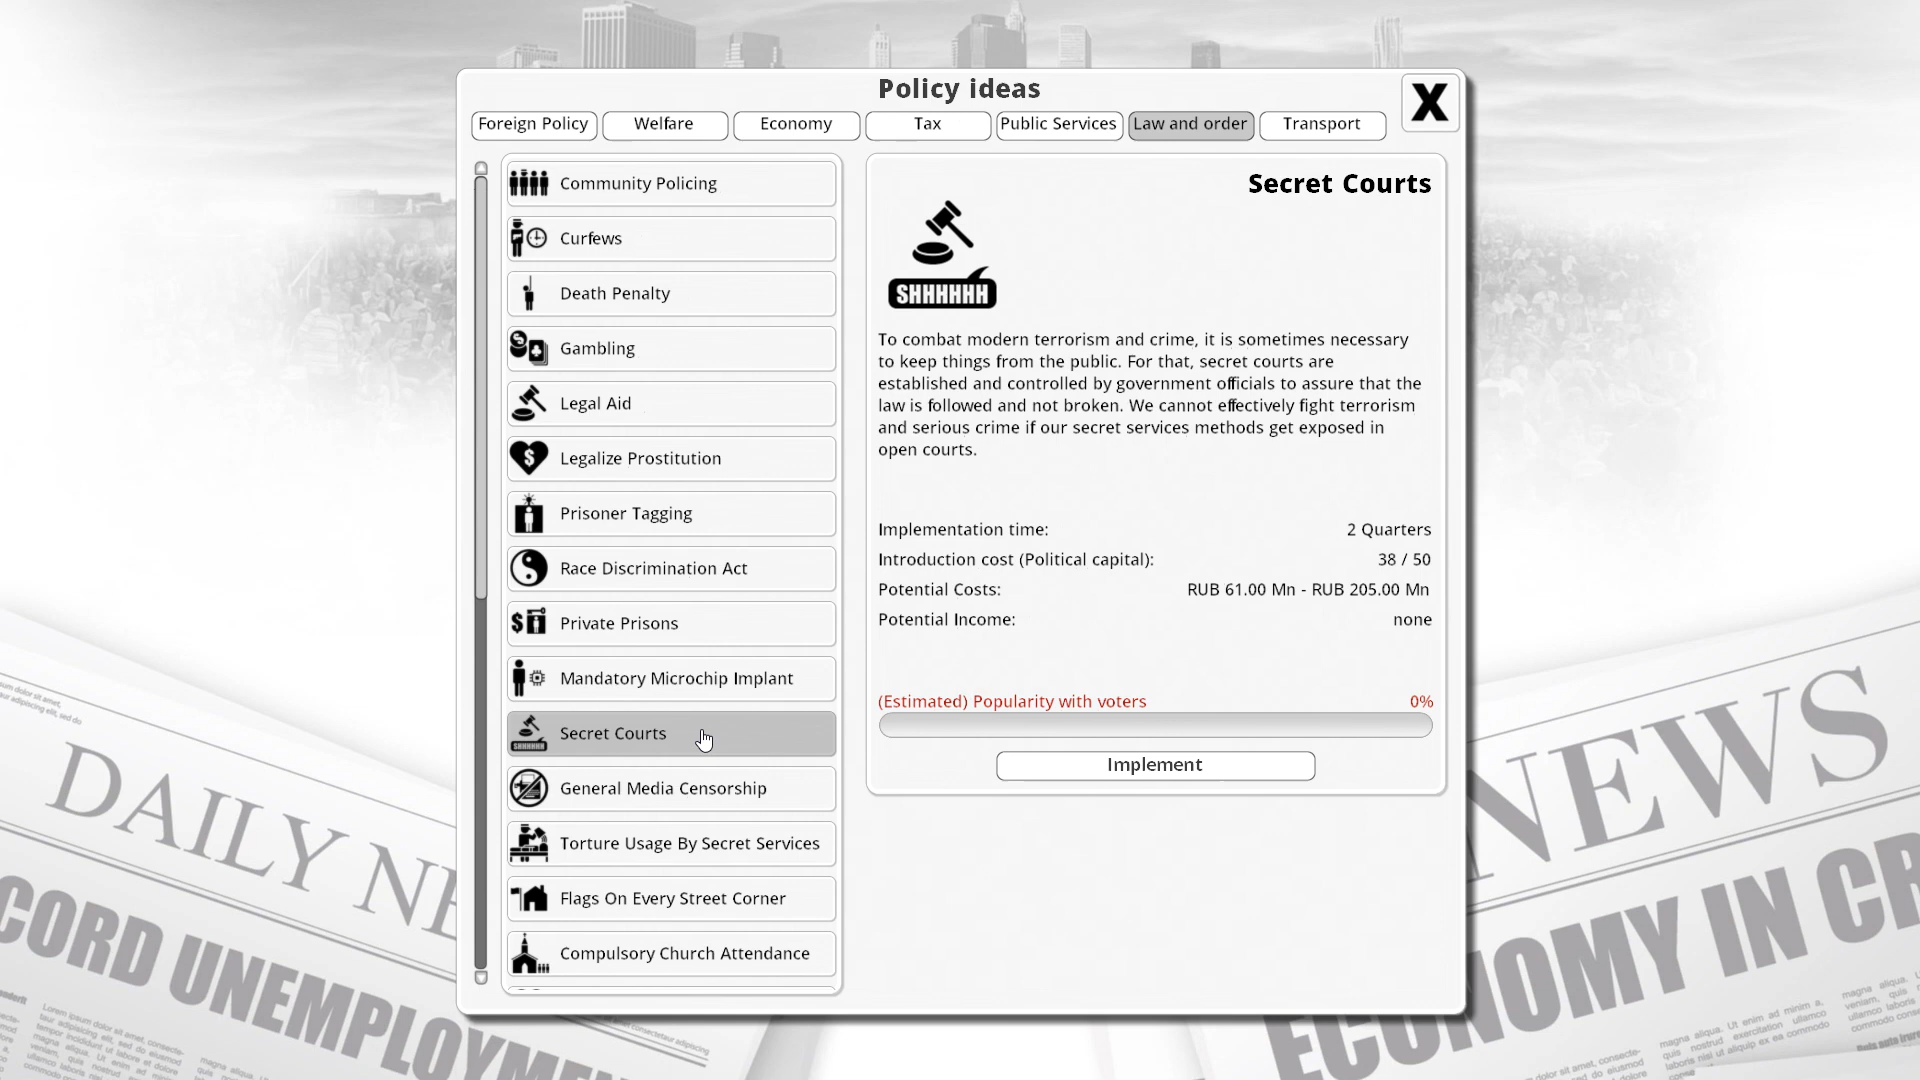 Policy ideas
X
Foreign Policy
Welfare
Economy
Tax
Public Services
Law and order
Transport
Community Policing
Curfews
Death Penalty
Gambling
Legal Aid
Legalize Prostitution
Prisoner Tagging
Race Discrimination Act
Private Prisons
Mandatory Microchip Implant
Secret Courts
General Media Censorship
Torture Usage By Secret Services
Flags On Every Street Corner
Compulsory Church Attendance
Secret Courts
SHHHHHH
To combat modern terrorism and crime, it is sometimes necessary
to keep things from the public. For that, secret courts are
established and controlled by government officials to assure that the
law is followed and not broken. We cannot effectively fight terrorism
and serious crime if our secret services methods get exposed in
open courts.
Implementation time: 2 Quarters
Introduction cost (Political capital): 38 / 50
Potential Costs: RUB 61.00 Mn - RUB 205.00 Mn
Potential Income: none
(Estimated) Popularity with voters 0%
Implement
DAILY NE
CORD UNEMPLOYME
NEWS
ECONOMY IN CR